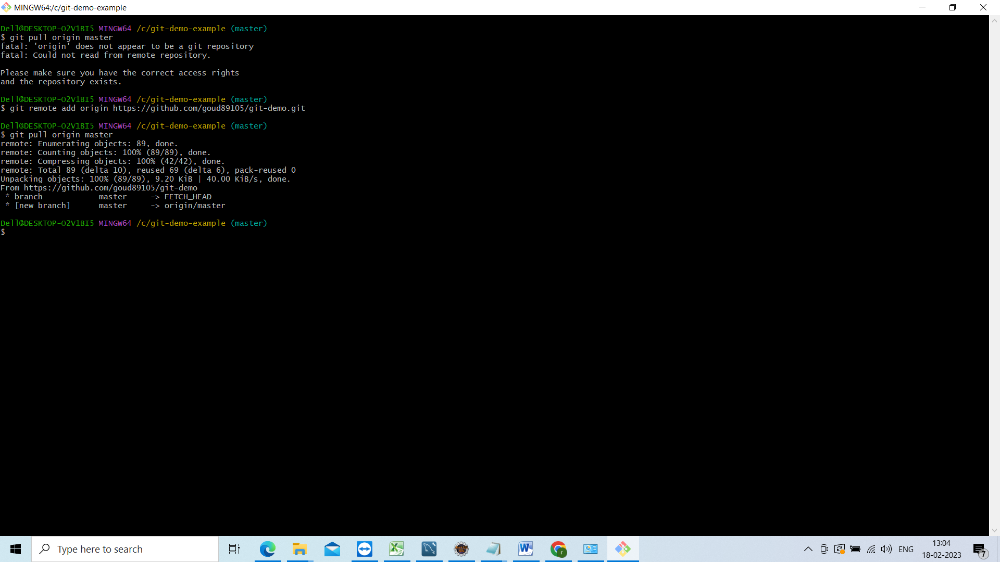 MINGW64:/c/git-demo-example
Dell@DESKTOP-O2V1BI5 MINGW64 /c/git-demo-example (master)
$ git pull origin master
fatal: 'origin' does not appear to be a git repository
fatal: Could not read from remote repository.
Please make sure you have the correct access rights
and the repository exists.
Dell@DESKTOP-O2V1BI5 MINGW64 /c/git-demo-example (master)
$ git remote add origin https://github.com/goud89105/git-demo.git
Dell@DESKTOP-O2V1BI5 MINGW64 /c/git-demo-example (master)
$ git pull origin master
remote: Enumerating objects: 89, done.
remote: Counting objects: 100% (89/89), done.
remote: Compressing objects: 100% (42/42), done.
remote: Total 89 (delta 10), reused 69 (delta 6), pack-reused 0
Unpacking objects: 100% (89/89), 9.20 KiB | 40.00 KiB/s, done.
From https://github.com/goud89105/git-demo
 * branch            master     -> FETCH_HEAD
 * [new branch]      master     -> origin/master
Dell@DESKTOP-O2V1BI5 MINGW64 /c/git-demo-example (master)
$
Type here to search
ENG
13:04
18-02-2023
7